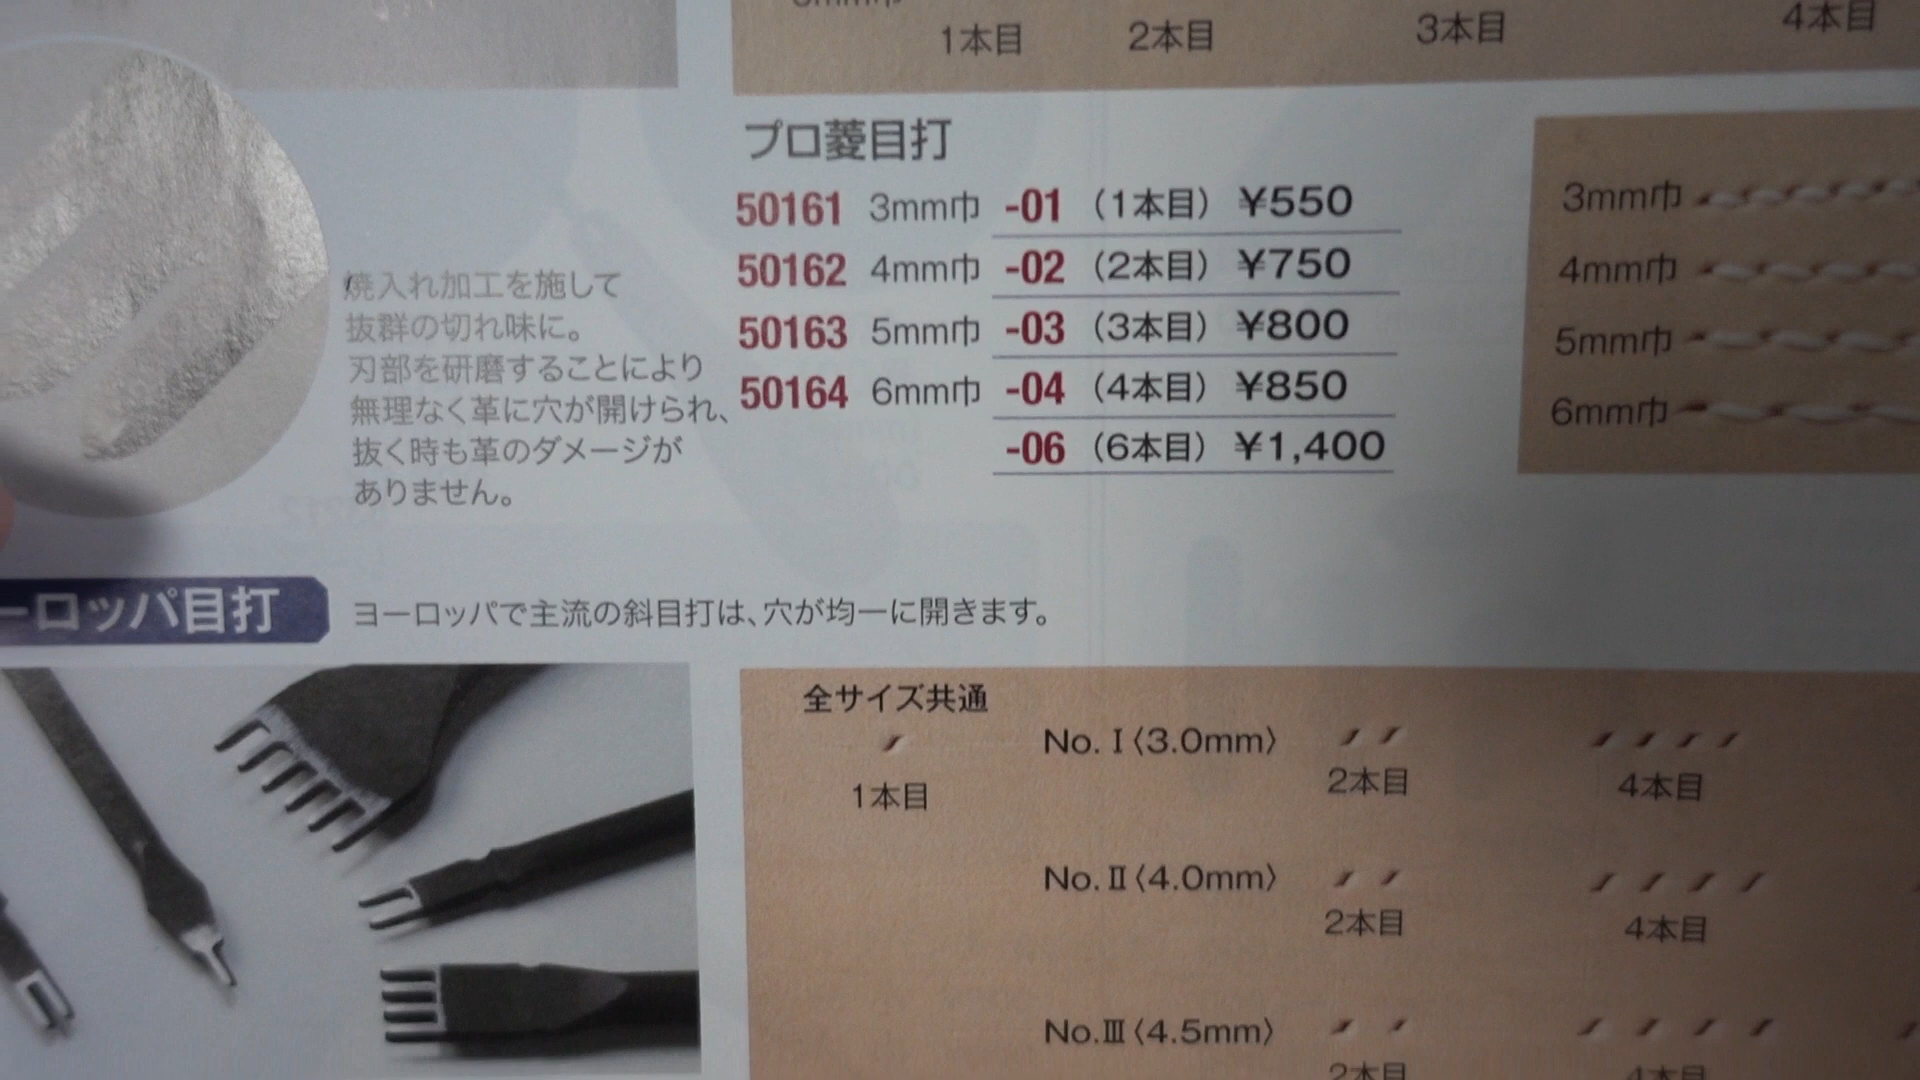 1本目 2本目 3本目 4本目
プロ菱目打
50161 3mm巾 -01 （1本目） ¥550
50162 4mm巾 -02 （2本目） ¥750
50163 5mm巾 -03 （3本目） ¥800
50164 6mm巾 -04 （4本目） ¥850
-06 （6本目） ¥1,400
焼入れ加工を施して
抜群の切れ味に。
刃部を研磨することにより
無理なく革に穴が開けられ、
抜く時も革のダメージが
ありません。
3mm巾
4mm巾
5mm巾
6mm巾
ーロッパ目打
ヨーロッパで主流の斜目打は、穴が均一に開きます。
全サイズ共通
1本目
No.Ⅰ〈3.0mm〉
2本目 4本目
No.Ⅱ〈4.0mm〉
2本目 4本目
No.Ⅲ〈4.5mm〉
2本目 4本目